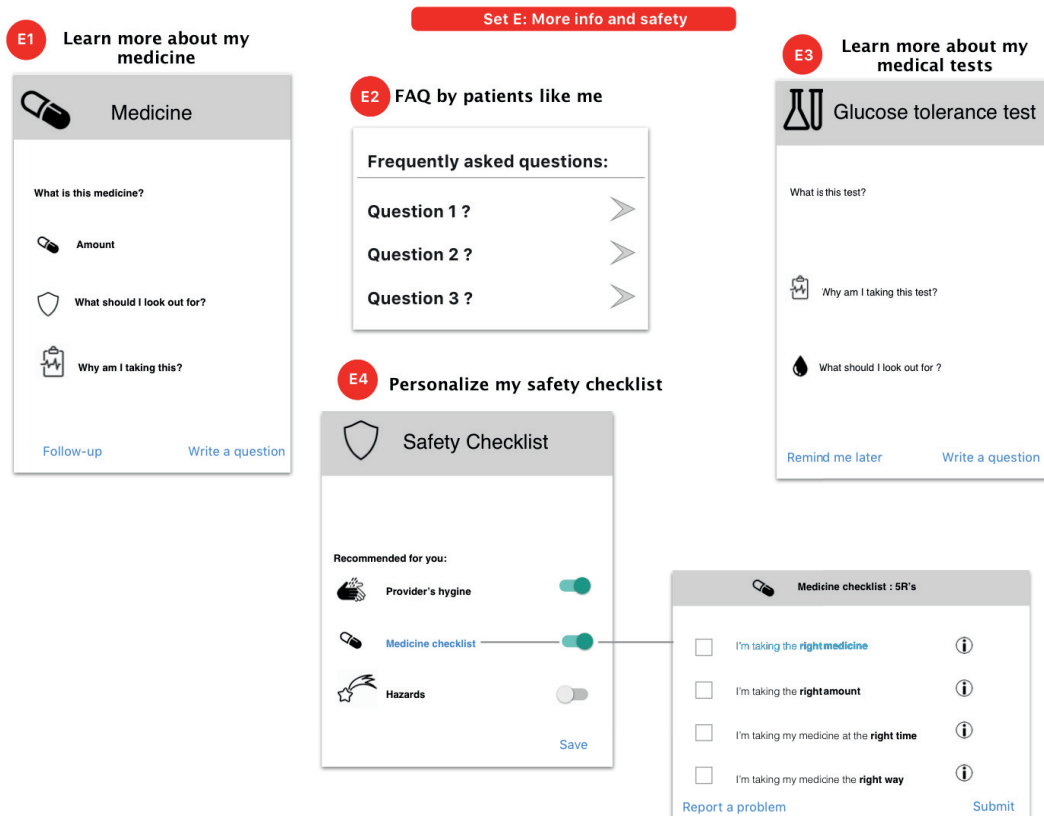 Set E: More info and safety
E1
Learn more about my
medicine
Medicine
What is this medicine?
Amount
What should I look out for?
Why am I taking this?
Follow-up
Write a question
E2
FAQ by patients like me
Frequently asked questions:
Question 1 ?
Question 2 ?
Question 3 ?
E3
Learn more about my
medical tests
Glucose tolerance test
What is this test?
Why am I taking this test?
What should I look out for ?
Remind me later
Write a question
E4
Personalize my safety checklist
Safety Checklist
Recommended for you:
Provider's hygine
Medicine checklist
Hazards
Save
Medicine checklist : 5R's
I'm taking the right medicine
I'm taking the right amount
I'm taking my medicine at the right time
I'm taking my medicine the right way
Report a problem
Submit